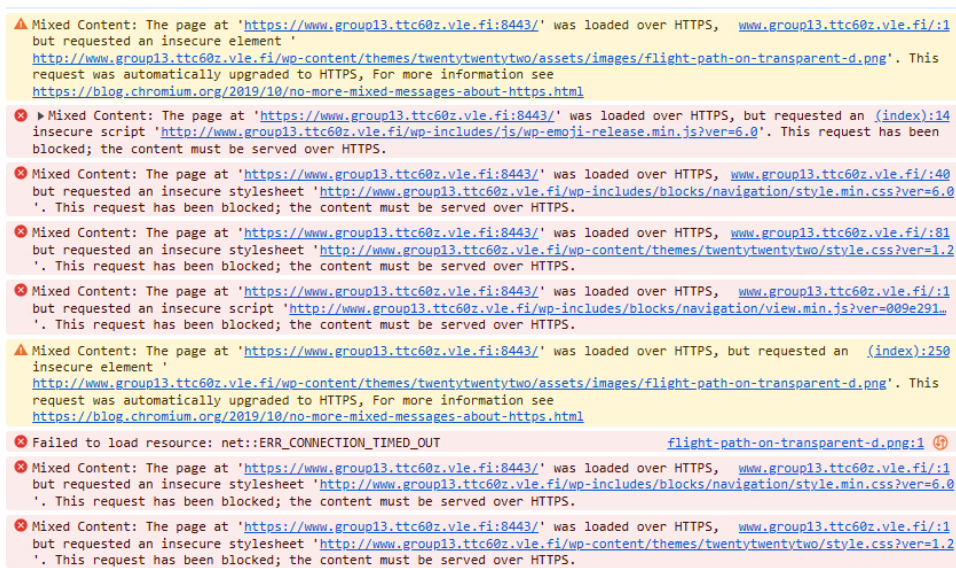 Mixed Content: The page at 'https://www.group13.ttc60z.vle.fi:8443/' was loaded over HTTPS, www.group13.ttc60z.vle.fi/:1
but requested an insecure element '
http://www.group13.ttc60z.vle.fi/wp-content/themes/twentytwentytwo/assets/images/flight-path-on-transparent-d.png'. This
request was automatically upgraded to HTTPS, For more information see
https://blog.chromium.org/2019/10/no-more-mixed-messages-about-https.html
Mixed Content: The page at 'https://www.group13.ttc60z.vle.fi:8443/' was loaded over HTTPS, but requested an (index):14
insecure script 'http://www.group13.ttc60z.vle.fi/wp-includes/js/wp-emoji-release.min.js?ver=6.0'. This request has been
blocked; the content must be served over HTTPS.
Mixed Content: The page at 'https://www.group13.ttc60z.vle.fi:8443/' was loaded over HTTPS, www.group13.ttc60z.vle.fi/:40
but requested an insecure stylesheet 'http://www.group13.ttc60z.vle.fi/wp-includes/blocks/navigation/style.min.css?ver=6.0
'. This request has been blocked; the content must be served over HTTPS.
Mixed Content: The page at 'https://www.group13.ttc60z.vle.fi:8443/' was loaded over HTTPS, www.group13.ttc60z.vle.fi/:81
but requested an insecure stylesheet 'http://www.group13.ttc60z.vle.fi/wp-content/themes/twentytwentytwo/style.css?ver=1.2
'. This request has been blocked; the content must be served over HTTPS.
Mixed Content: The page at 'https://www.group13.ttc60z.vle.fi:8443/' was loaded over HTTPS, www.group13.ttc60z.vle.fi/:1
but requested an insecure script 'http://www.group13.ttc60z.vle.fi/wp-includes/blocks/navigation/view.min.js?ver=009e291…
'. This request has been blocked; the content must be served over HTTPS.
Mixed Content: The page at 'https://www.group13.ttc60z.vle.fi:8443/' was loaded over HTTPS, but requested an (index):250
insecure element '
http://www.group13.ttc60z.vle.fi/wp-content/themes/twentytwentytwo/assets/images/flight-path-on-transparent-d.png'. This
request was automatically upgraded to HTTPS, For more information see
https://blog.chromium.org/2019/10/no-more-mixed-messages-about-https.html
Failed to load resource: net::ERR_CONNECTION_TIMED_OUT flight-path-on-transparent-d.png:1
Mixed Content: The page at 'https://www.group13.ttc60z.vle.fi:8443/' was loaded over HTTPS, www.group13.ttc60z.vle.fi/:1
but requested an insecure stylesheet 'http://www.group13.ttc60z.vle.fi/wp-includes/blocks/navigation/style.min.css?ver=6.0
'. This request has been blocked; the content must be served over HTTPS.
Mixed Content: The page at 'https://www.group13.ttc60z.vle.fi:8443/' was loaded over HTTPS, www.group13.ttc60z.vle.fi/:1
but requested an insecure stylesheet 'http://www.group13.ttc60z.vle.fi/wp-content/themes/twentytwentytwo/style.css?ver=1.2
'. This request has been blocked; the content must be served over HTTPS.